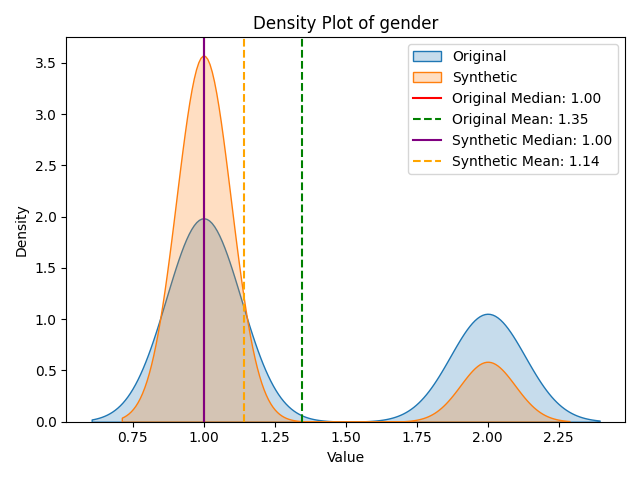 Density Plot of gender
Original
Synthetic
Original Median: 1.00
Original Mean: 1.35
Synthetic Median: 1.00
Synthetic Mean: 1.14
Density
3.5
3.0
2.5
2.0
1.5
1.0
0.5
0.0
0.75 1.00 1.25 1.50 1.75 2.00 2.25
Value